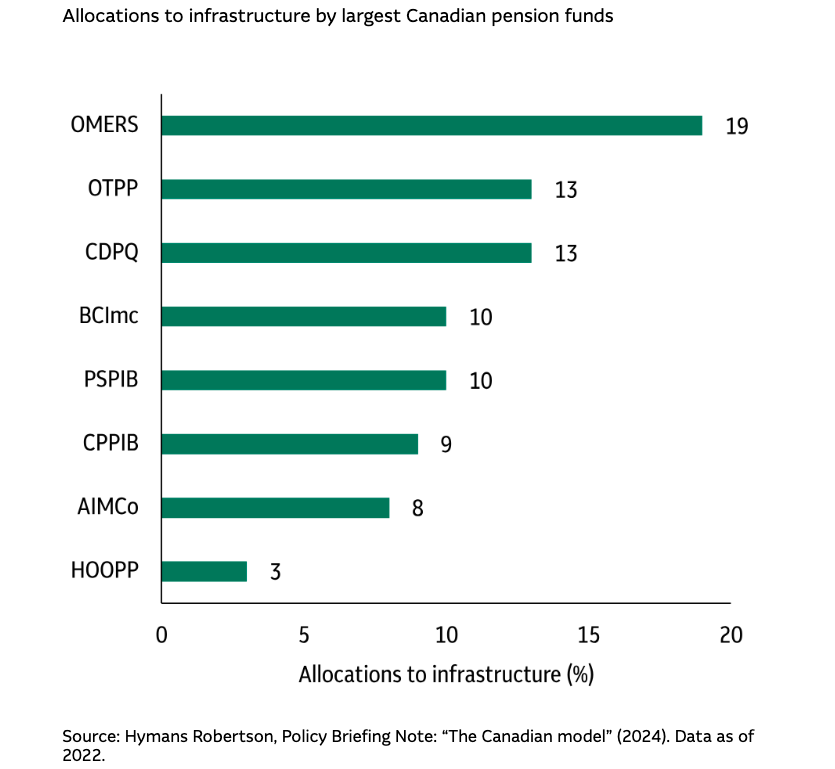 Allocations to infrastructure by largest Canadian pension funds
OMERS 19
OTPP 13
CDPQ 13
BCImc 10
PSPIB 10
CPPIB 9
AIMCo 8
HOOPP 3
0 5 10 15 20
Allocations to infrastructure (%)
Source: Hymans Robertson, Policy Briefing Note: “The Canadian model” (2024). Data as of
2022.